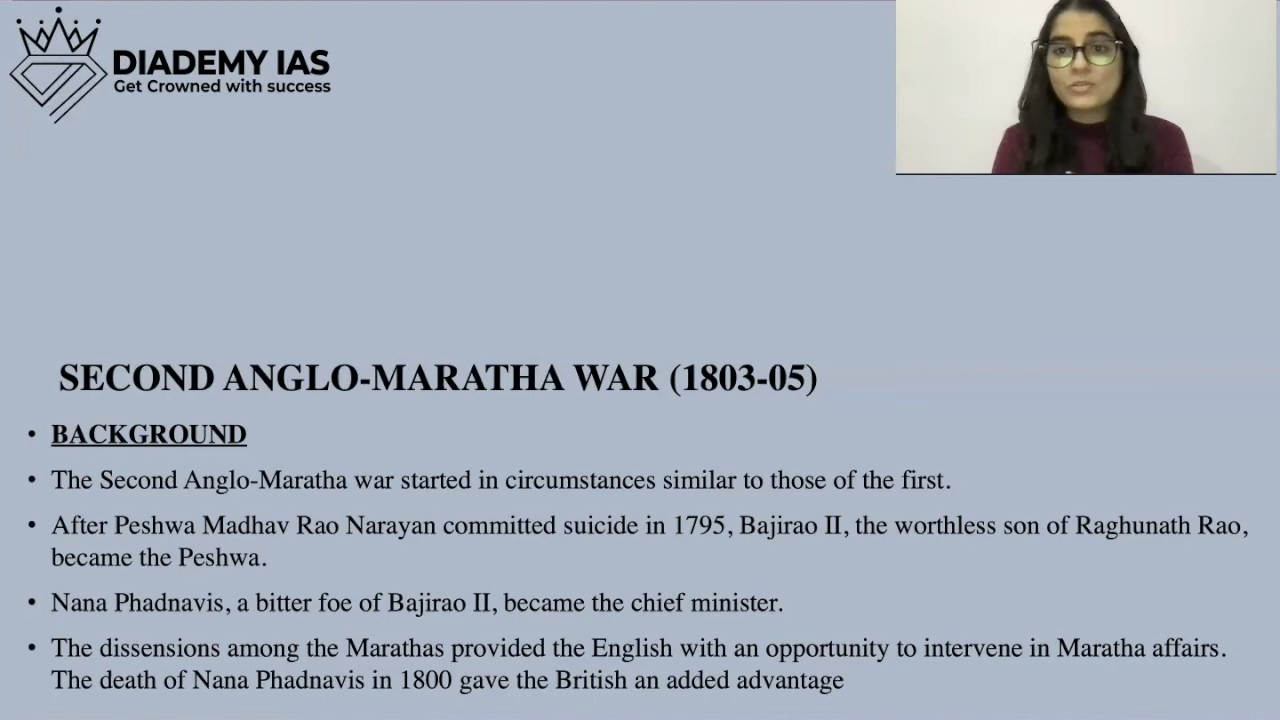 DIADEMY IAS
Get Crowned with success
SECOND ANGLO-MARATHA WAR (1803-05)
• BACKGROUND
• The Second Anglo-Maratha war started in circumstances similar to those of the first.
• After Peshwa Madhav Rao Narayan committed suicide in 1795, Bajirao II, the worthless son of Raghunath Rao,
became the Peshwa.
• Nana Phadnavis, a bitter foe of Bajirao II, became the chief minister.
• The dissensions among the Marathas provided the English with an opportunity to intervene in Maratha affairs.
The death of Nana Phadnavis in 1800 gave the British an added advantage